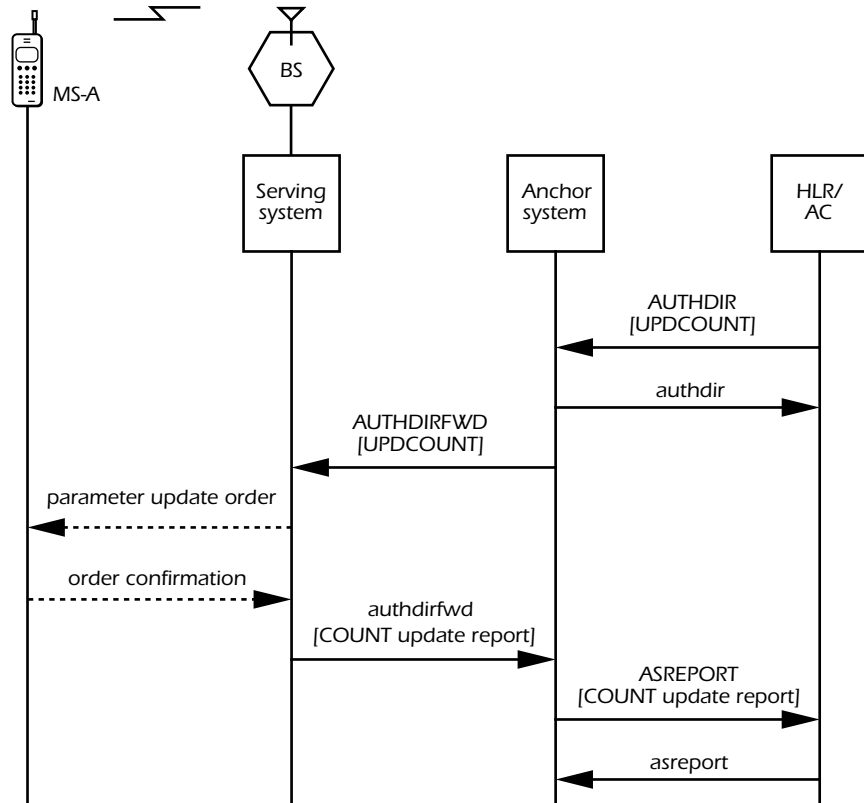 BS
MS-A
Serving
system
Anchor
system
HLR/
AC
AUTHDIR
[UPDCOUNT]
authdir
AUTHDIRFWD
[UPDCOUNT]
parameter update order
order confirmation
authdirfwd
[COUNT update report]
ASREPORT
[COUNT update report]
asreport